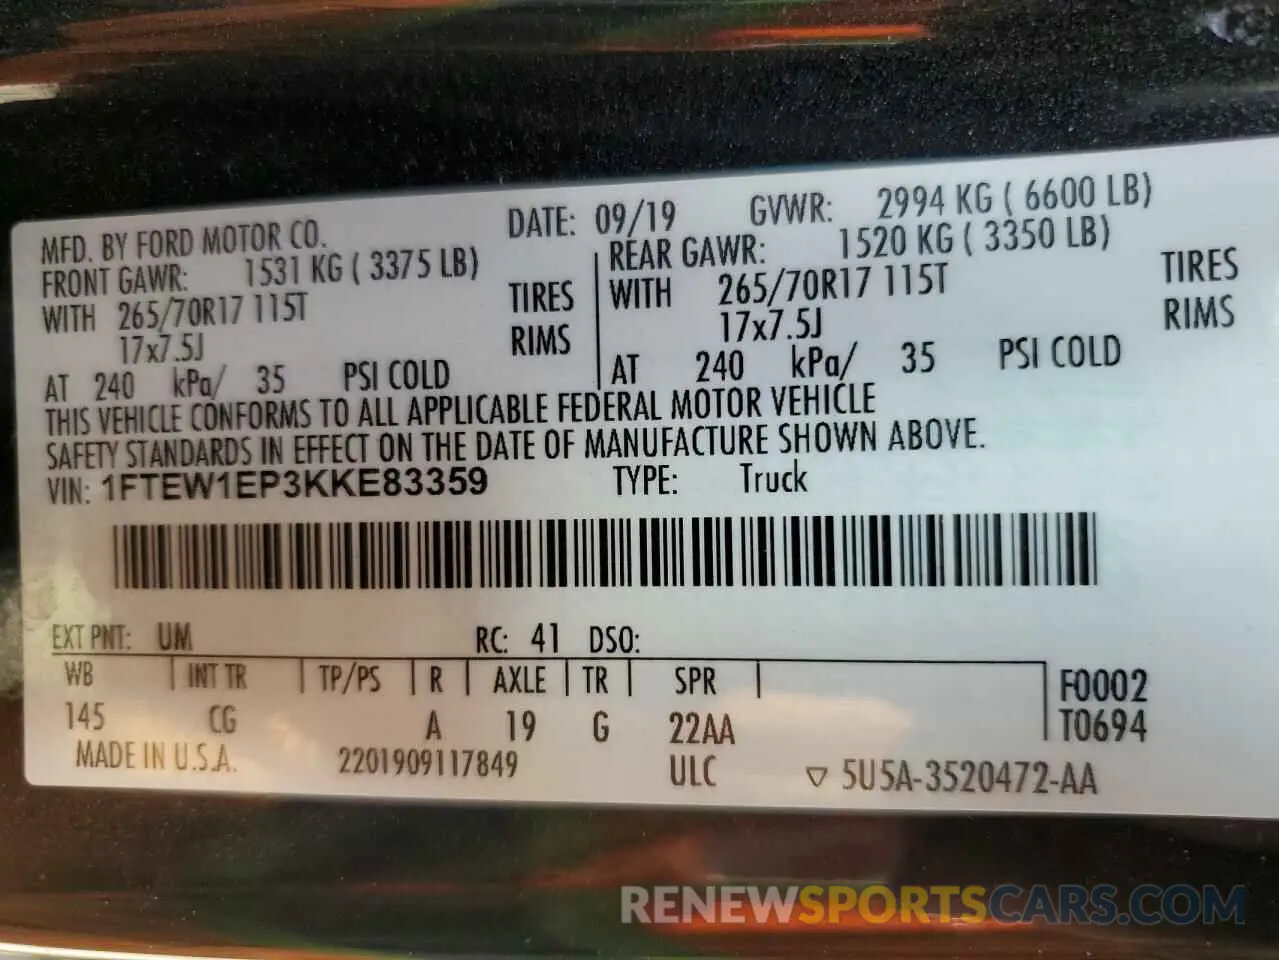 MFD. BY FORD MOTOR CO. DATE: 09/19 GVWR: 2994 KG ( 6600 LB)
FRONT GAWR: 1531 KG ( 3375 LB) REAR GAWR: 1520 KG ( 3350 LB)
WITH 265/70R17 115T TIRES WITH 265/70R17 115T TIRES
17x7.5J RIMS 17x7.5J RIMS
AT 240 kPa/ 35 PSI COLD AT 240 kPa/ 35 PSI COLD
THIS VEHICLE CONFORMS TO ALL APPLICABLE FEDERAL MOTOR VEHICLE
SAFETY STANDARDS IN EFFECT ON THE DATE OF MANUFACTURE SHOWN ABOVE.
VIN: 1FTEW1EP3KKE83359 TYPE: Truck
EXT PNT: UM RC: 41 DSO:
WB INT TR TP/PS R AXLE TR SPR F0002
145 CG A 19 G 22AA T0694
MADE IN U.S.A. 2201909117849 ULC ▽ 5U5A-3520472-AA
RENEWSPORTSCARS.COM